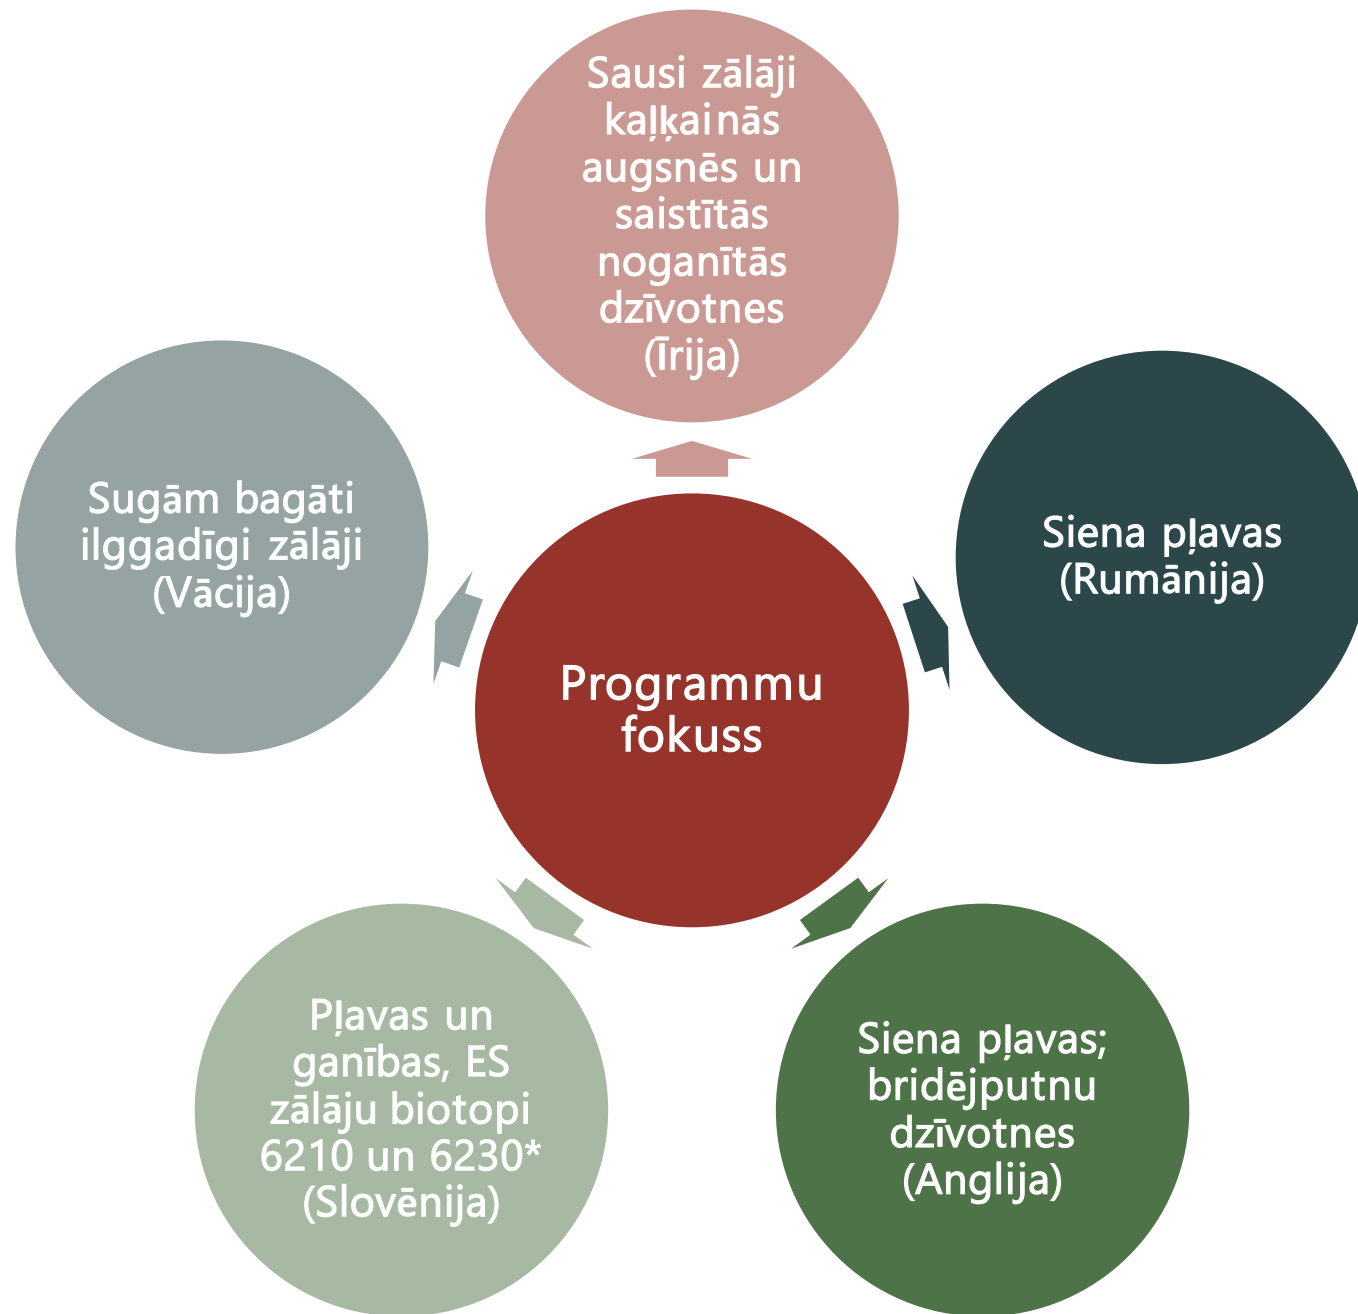 Sausi zālāji
kaļķainās
augsnēs un
saistītās
noganītās
dzīvotnes
(Īrija)
Sugām bagāti
ilggadīgi zālāji
(Vācija)
Siena pļavas
(Rumānija)
Programmu
fokuss
Pļavas un
ganības, ES
zālāju biotopi
6210 un 6230*
(Slovēnija)
Siena pļavas;
bridējputnu
dzīvotnes
(Anglija)